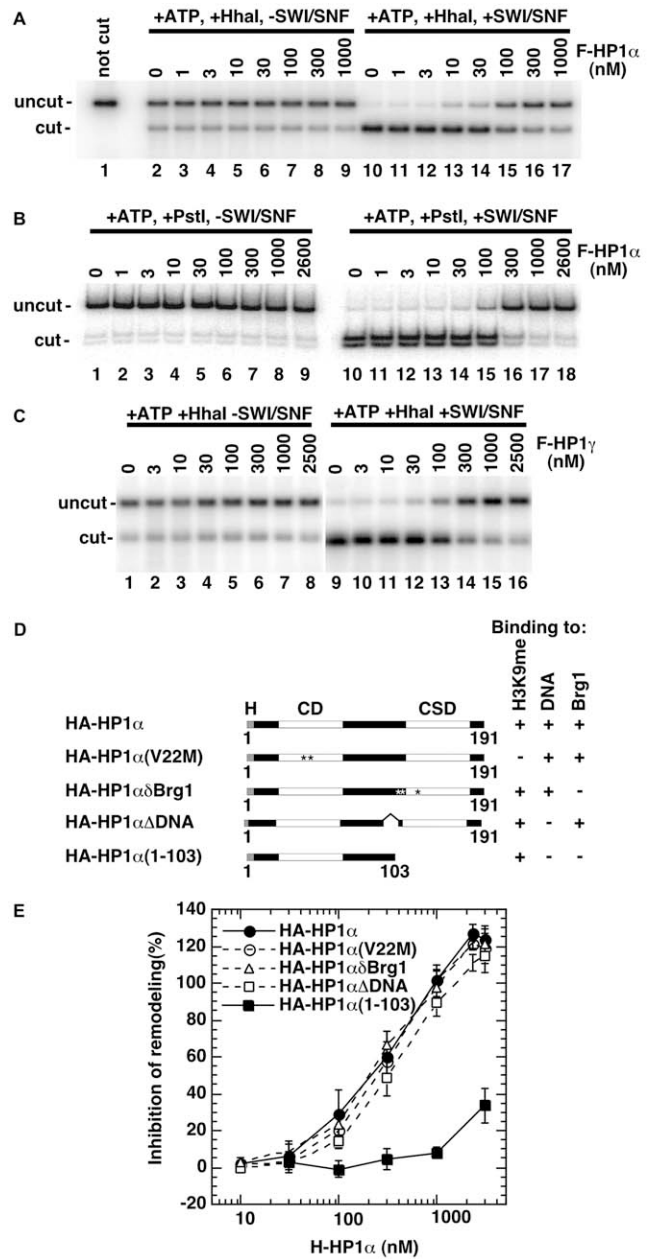 A
not cut
+ATP, +HhaI, -SWI/SNF
+ATP, +HhaI, +SWI/SNF
0 1 3 10 30 100 300 1000
0 1 3 10 30 100 300 1000
F-HP1α
(nM)
uncut -
cut -
1 2 3 4 5 6 7 8 9 10 11 12 13 14 15 16 17
B
+ATP, +PstI, -SWI/SNF
+ATP, +PstI, +SWI/SNF
0 1 3 10 30 100 300 1000 2600
0 1 3 10 30 100 300 1000 2600
F-HP1α
(nM)
uncut -
cut -
1 2 3 4 5 6 7 8 9 10 11 12 13 14 15 16 17 18
C
+ATP +HhaI -SWI/SNF
+ATP +HhaI +SWI/SNF
0 3 10 30 100 300 1000 2500
0 3 10 30 100 300 1000 2500
F-HP1γ
(nM)
uncut -
cut -
1 2 3 4 5 6 7 8 9 10 11 12 13 14 15 16
D
Binding to:
H3K9me DNA Brg1
H CD CSD
HA-HP1α + + +
1 191
HA-HP1α(V22M) ** - + +
1 191
HA-HP1αδBrg1 ** * + + -
1 191
HA-HP1αΔDNA + - +
1 191
HA-HP1α(1-103) + - -
1 103
E
Inhibition of remodeling(%)
140
120
100
80
60
40
20
0
-20
HA-HP1α
HA-HP1α(V22M)
HA-HP1αδBrg1
HA-HP1αΔDNA
HA-HP1α(1-103)
10 100 1000
H-HP1α (nM)